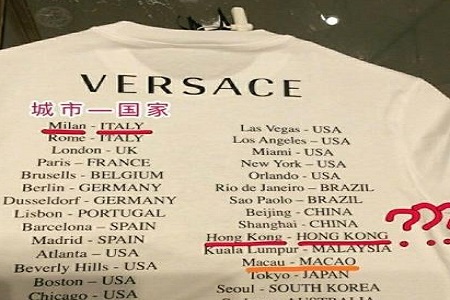 VERSACE
城市—国家
Milan - ITALY
Rome - ITALY
London - UK
Paris – FRANCE
Brusells - BELGIUM
Berlin - GERMANY
Dusseldorf - GERMANY
Lisbon - PORTUGAL
Barcelona – SPAIN
Madrid - SPAIN
Atlanta – USA
Beverly Hills - USA
Boston – USA
Chicago - USA
Las Vegas - USA
Los Angeles – USA
Miami - USA
New York – USA
Orlando - USA
Rio de Janeiro – BRAZIL
Sao Paolo – BRAZIL
Beijing - CHINA
Shanghai - CHINA
Hong Kong - HONG KONG ???
Kuala Lumpur - MALAYSIA
Macau - MACAO
Tokyo - JAPAN
Seoul - SOUTH KOREA